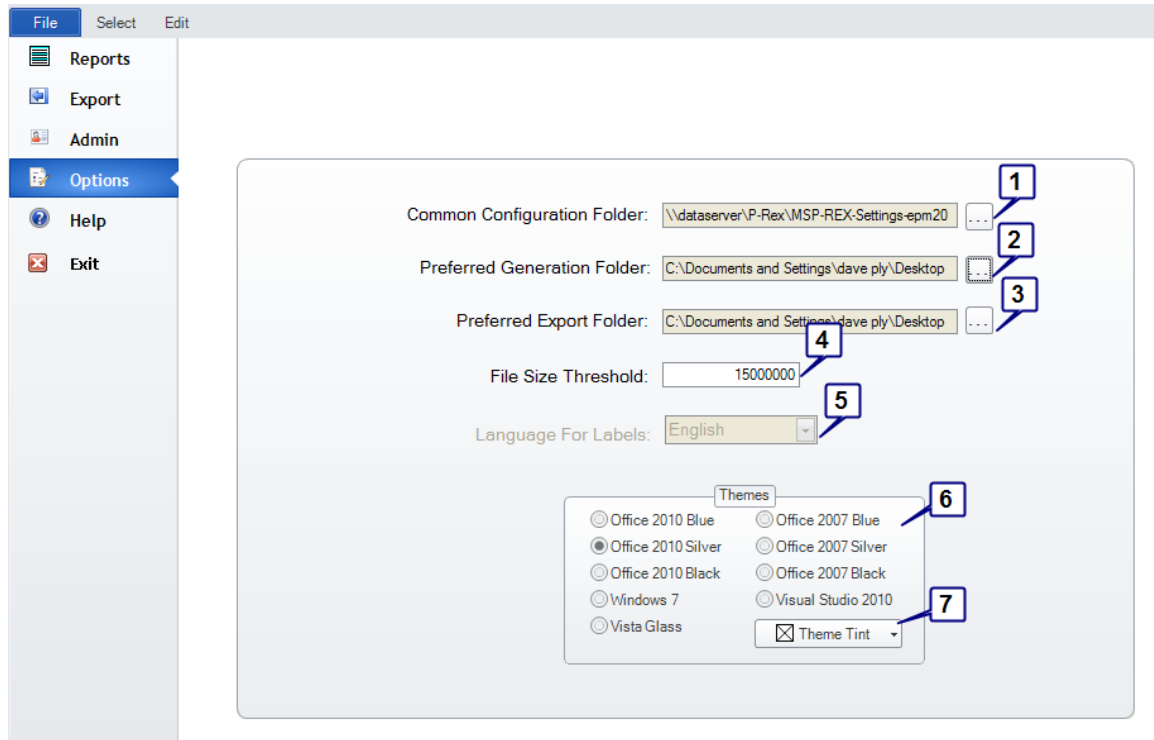 File Select Edit
Reports
Export
Admin
Options
Help
Exit
1
Common Configuration Folder: \\dataserver\P-Rex\MSP-REX-Settings-epm20 ...
2
Preferred Generation Folder: C:\Documents and Settings\dave ply\Desktop ...
3
Preferred Export Folder: C:\Documents and Settings\dave ply\Desktop ...
4
File Size Threshold: 15000000
5
Language For Labels: English
Themes
6
Office 2010 Blue Office 2007 Blue
Office 2010 Silver Office 2007 Silver
Office 2010 Black Office 2007 Black
Windows 7 Visual Studio 2010
7
Vista Glass Theme Tint